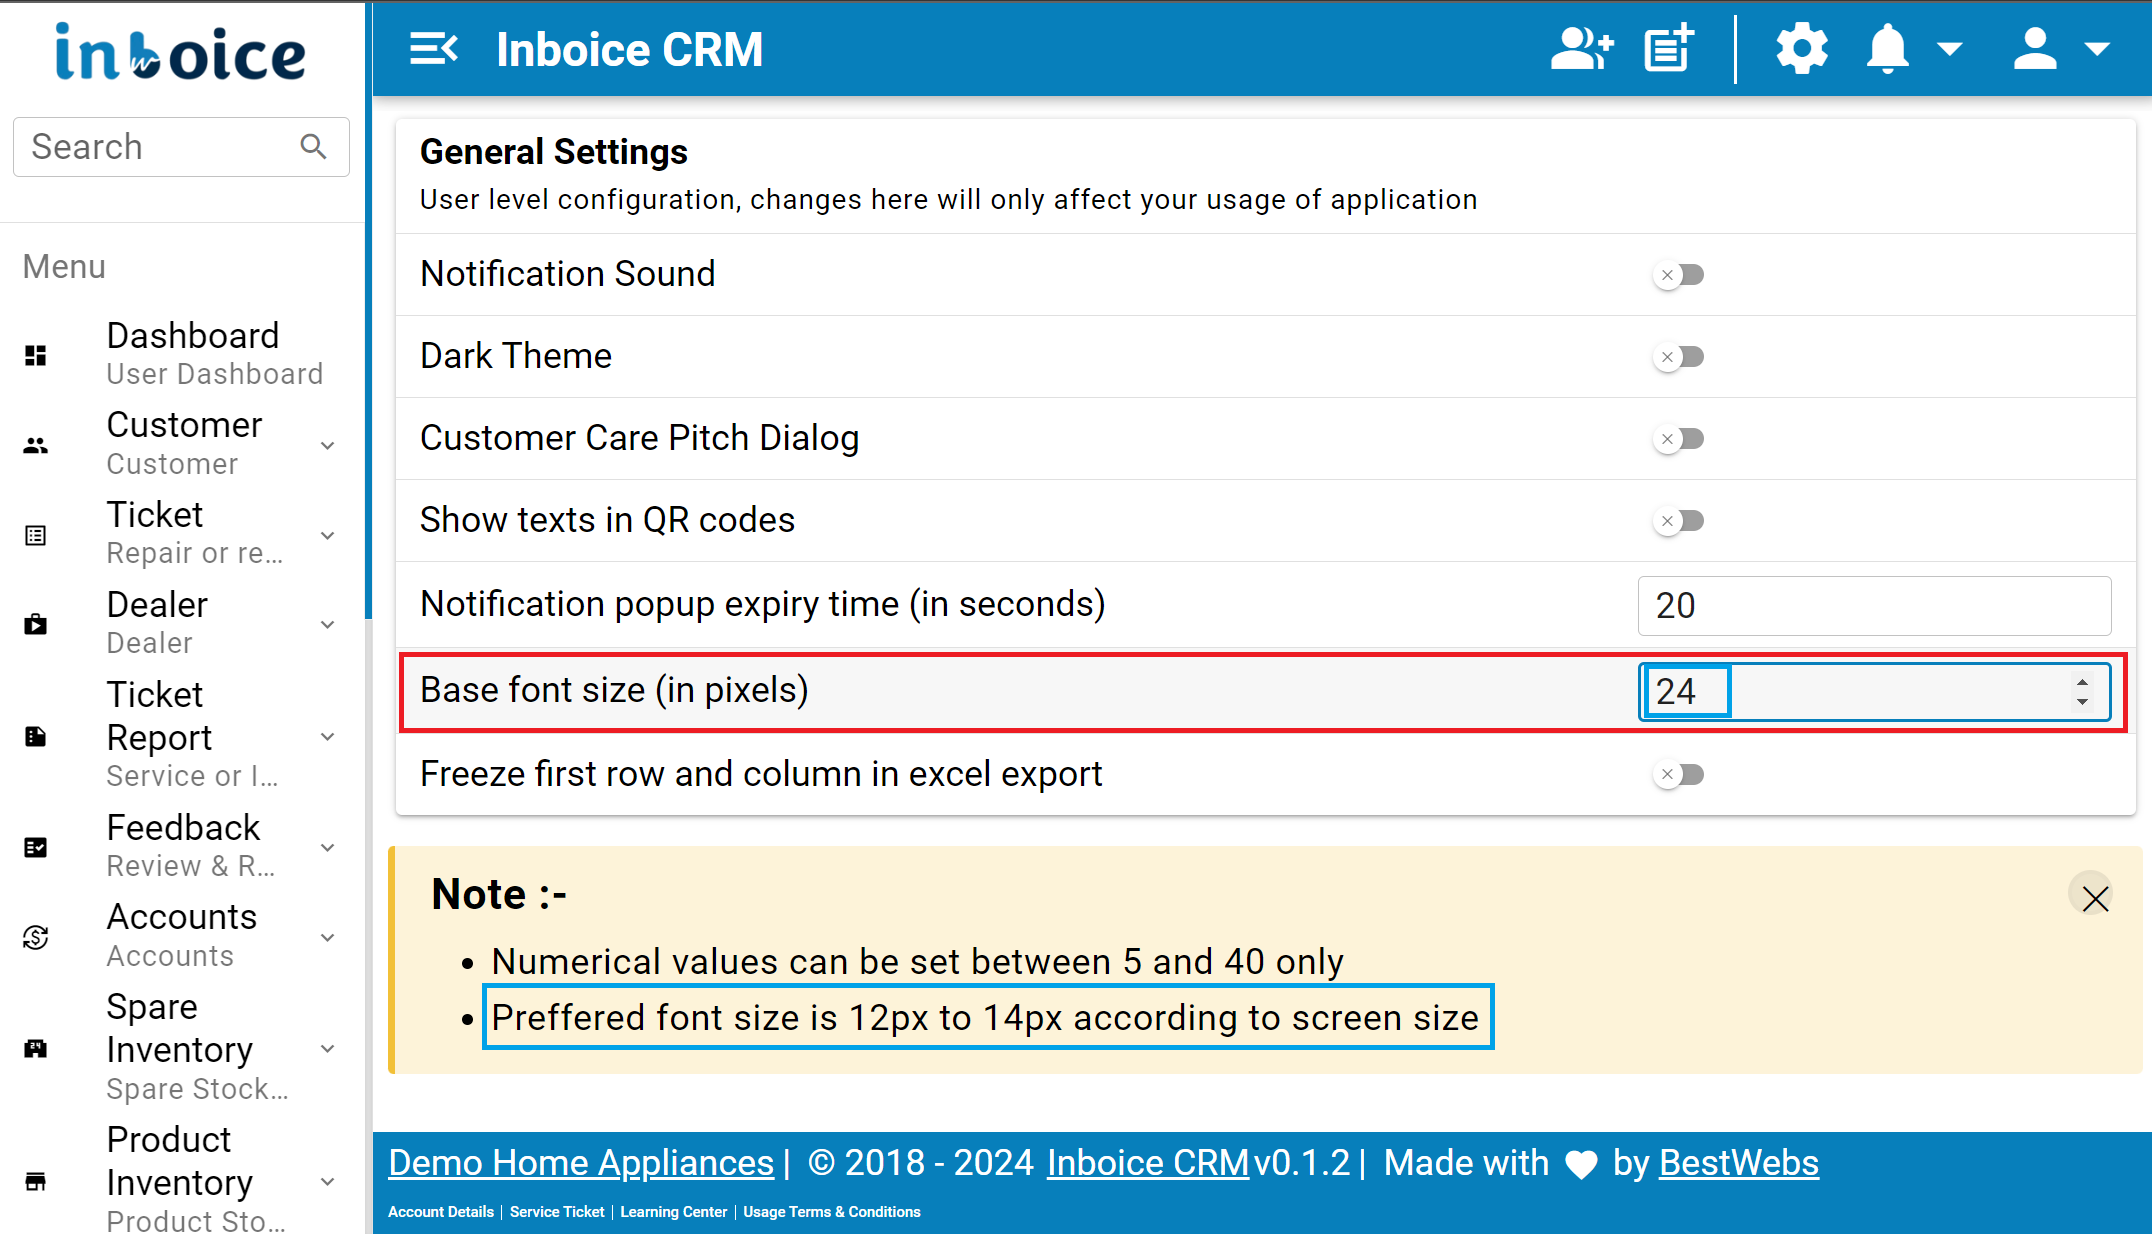 inboice
Search
Menu
Dashboard
User Dashboard
Customer
Customer
Ticket
Repair or re...
Dealer
Dealer
Ticket
Report
Service or I...
Feedback
Review & R...
Accounts
Accounts
Spare
Inventory
Spare Stock...
Product
Inventory
Product Sto...
Inboice CRM
General Settings
User level configuration, changes here will only affect your usage of application
Notification Sound
Dark Theme
Customer Care Pitch Dialog
Show texts in QR codes
Notification popup expiry time (in seconds) 20
Base font size (in pixels) 24
Freeze first row and column in excel export
Note :-
• Numerical values can be set between 5 and 40 only
• Preffered font size is 12px to 14px according to screen size
Demo Home Appliances | © 2018 - 2024 Inboice CRM v0.1.2 | Made with ♥ by BestWebs
Account Details | Service Ticket | Learning Center | Usage Terms & Conditions